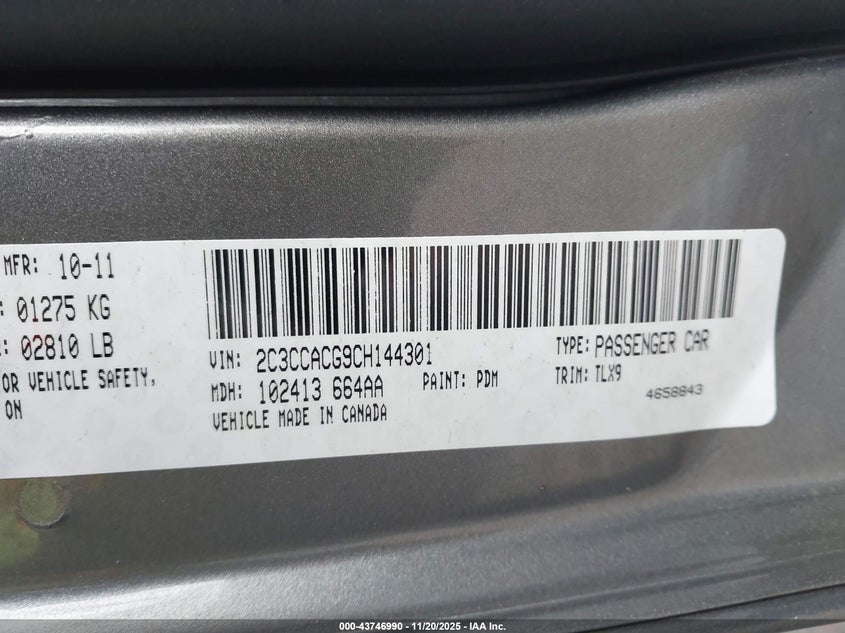 MFR: 10-11
01275 KG
02810 LB
OR VEHICLE SAFETY,
ON
VIN: 2C3CCACG9CH144301
TYPE: PASSENGER CAR
MDH: 102413 664AA
PAINT: PDM
TRIM: TLX9
VEHICLE MADE IN CANADA
4658843
000-43746990 - 11/20/2025 - IAA Inc.